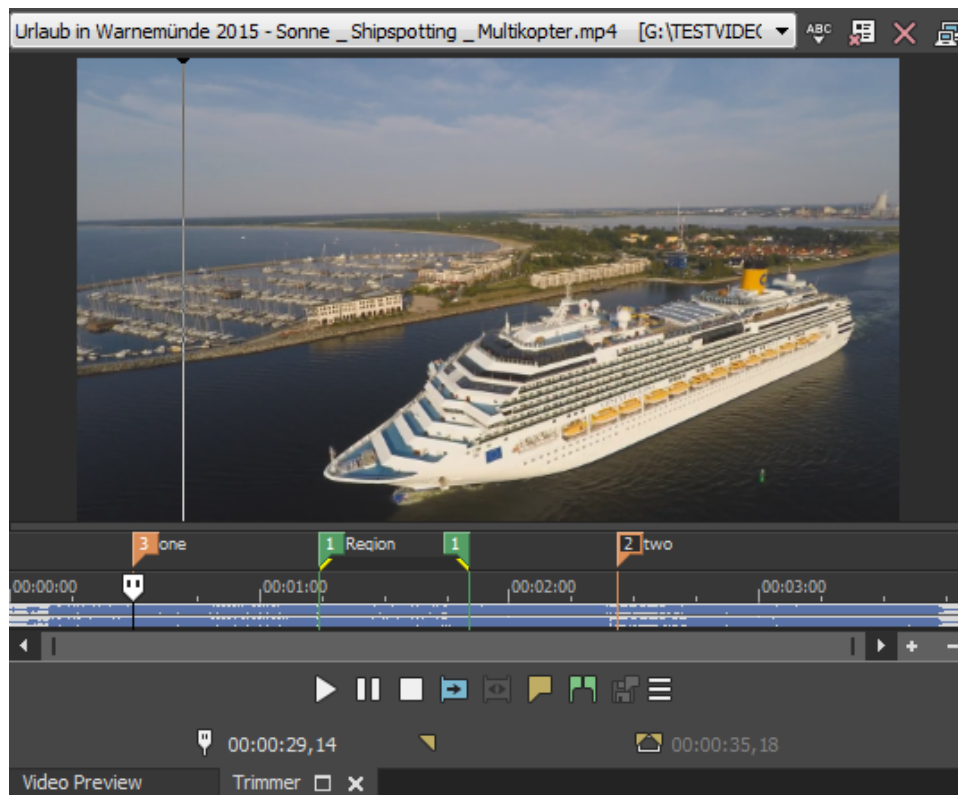 Urlaub in Warnemünde 2015 - Sonne _ Shipspotting _ Multikopter.mp4 [G:\TESTVIDE(
ABC
3 one 1 Region 1 2 two
00:00:00 00:01:00 00:02:00 00:03:00
00:00:29,14 00:00:35,18
Video Preview Trimmer